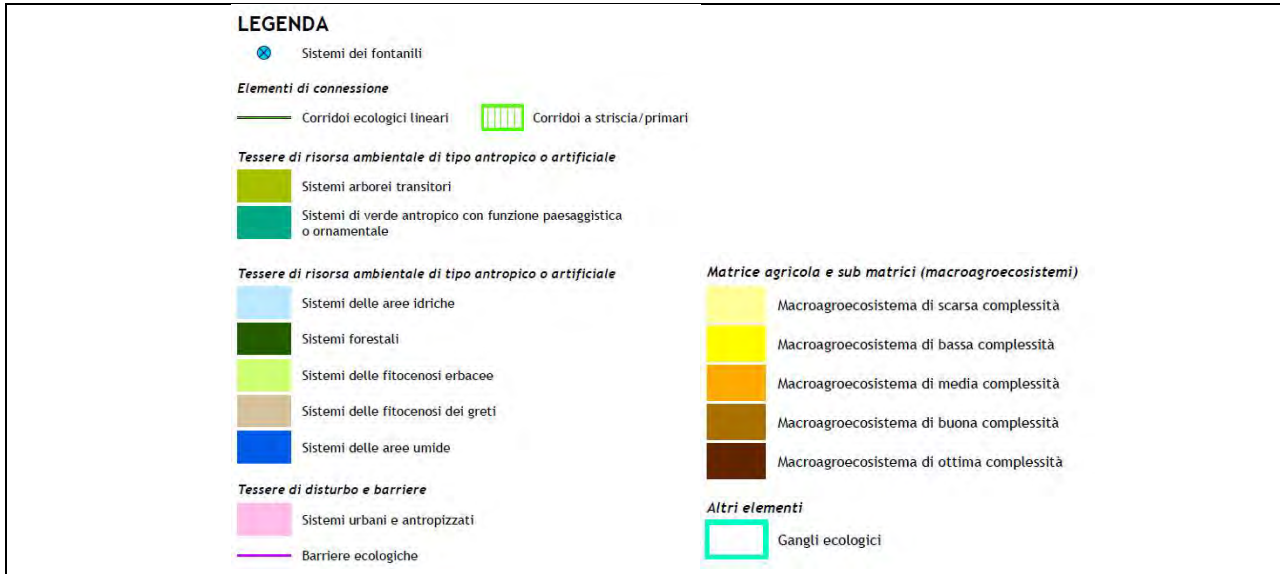 LEGENDA
Sistemi dei fontanili
Elementi di connessione
Corridoi ecologici lineari
Corridoi a striscia/primari
Tessere di risorsa ambientale di tipo antropico o artificiale
Sistemi arborei transitori
Sistemi di verde antropico con funzione paesaggistica
o ornamentale
Tessere di risorsa ambientale di tipo antropico o artificiale
Sistemi delle aree idriche
Sistemi forestali
Sistemi delle fitocenosi erbacee
Sistemi delle fitocenosi dei greti
Sistemi delle aree umide
Tessere di disturbo e barriere
Sistemi urbani e antropizzati
Barriere ecologiche
Matrice agricola e sub matrici (macroagroecosistemi)
Macroagroecosistema di scarsa complessità
Macroagroecosistema di bassa complessità
Macroagroecosistema di media complessità
Macroagroecosistema di buona complessità
Macroagroecosistema di ottima complessità
Altri elementi
Gangli ecologici